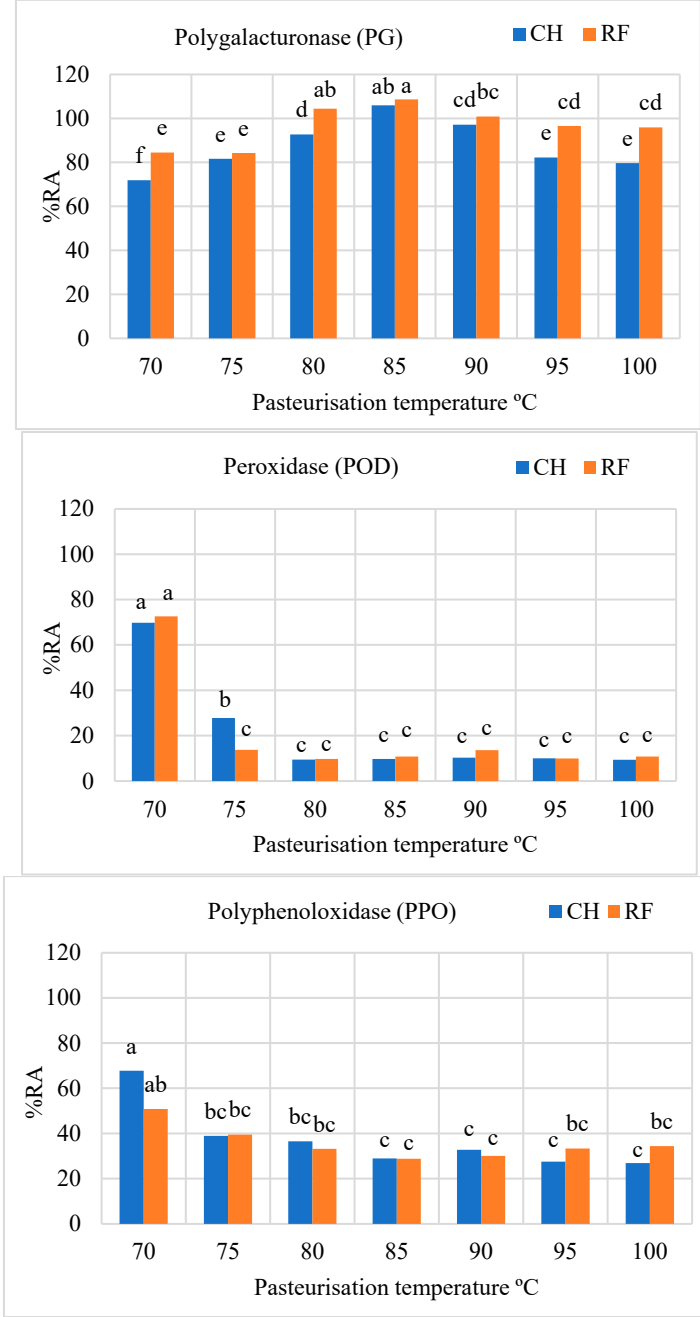 Polygalacturonase (PG) CH RF
120
100
80
60
40
20
0
%RA
f e e e d ab ab a cd bc e cd e cd
70 75 80 85 90 95 100
Pasteurisation temperature ºC
Peroxidase (POD) CH RF
120
100
80
60
40
20
0
%RA
a a b c c c c c c c c c c c
70 75 80 85 90 95 100
Pasteurisation temperature ºC
Polyphenoloxidase (PPO) CH RF
120
100
80
60
40
20
0
%RA
a ab bc bc bc bc c c c c c bc c bc
70 75 80 85 90 95 100
Pasteurisation temperature ºC